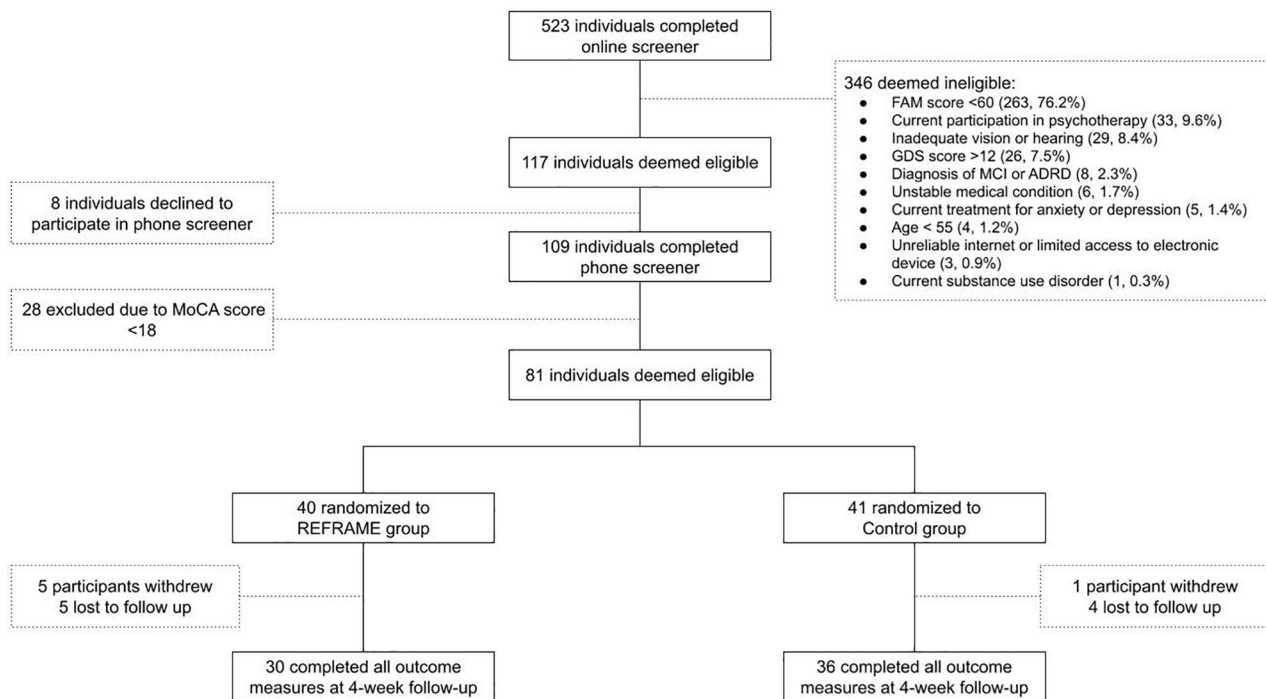 523 individuals completed
online screener
346 deemed ineligible:
● FAM score <60 (263, 76.2%)
● Current participation in psychotherapy (33, 9.6%)
● Inadequate vision or hearing (29, 8.4%)
● GDS score >12 (26, 7.5%)
● Diagnosis of MCI or ADRD (8, 2.3%)
● Unstable medical condition (6, 1.7%)
● Current treatment for anxiety or depression (5, 1.4%)
● Age < 55 (4, 1.2%)
● Unreliable internet or limited access to electronic
device (3, 0.9%)
● Current substance use disorder (1, 0.3%)
117 individuals deemed eligible
8 individuals declined to
participate in phone screener
109 individuals completed
phone screener
28 excluded due to MoCA score
<18
81 individuals deemed eligible
40 randomized to
REFRAME group
41 randomized to
Control group
5 participants withdrew
5 lost to follow up
1 participant withdrew
4 lost to follow up
30 completed all outcome
measures at 4-week follow-up
36 completed all outcome
measures at 4-week follow-up